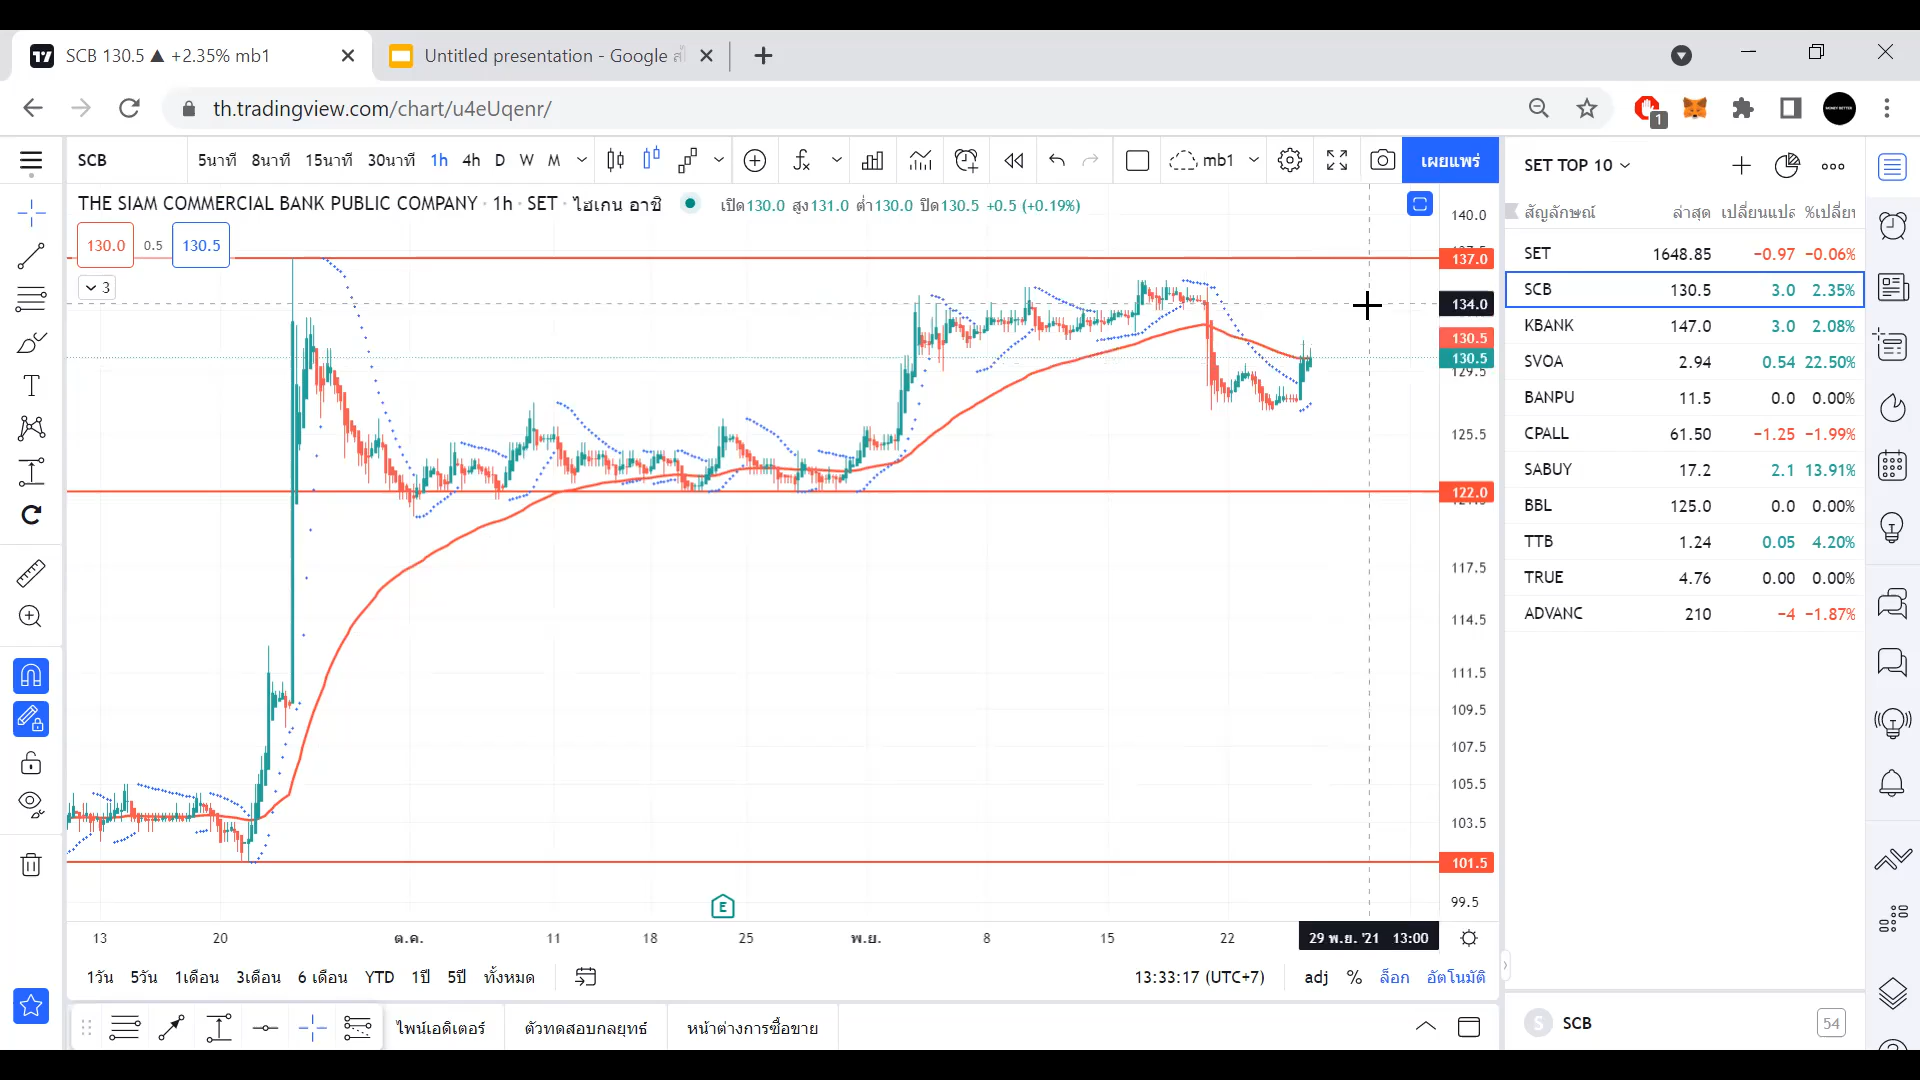 SCB 130.5 ▲ +2.35% mb1
Untitled presentation - Google ส
th.tradingview.com/chart/u4eUqenr/
1
SCB 5นาที 8นาที 15นาที 30นาที 1h 4h D W M mb1 เผยแพร่
THE SIAM COMMERCIAL BANK PUBLIC COMPANY · 1h · SET · ไฮเกน อาชิ เปิด130.0 สูง131.0 ต่ำ130.0 ปิด130.5 +0.5 (+0.19%)
130.0 0.5 130.5
3
140.0
137.0
134.0
130.5
130.5
129.5
125.5
122.0
117.5
114.5
111.5
109.5
107.5
105.5
103.5
101.5
99.5
E
13 20 ต.ค. 11 18 25 พ.ย. 8 15 22 29 พ.ย. '21 13:00
1วัน 5วัน 1เดือน 3เดือน 6 เดือน YTD 1ปี 5ปี ทั้งหมด 13:33:17 (UTC+7) adj % ล็อก อัตโนมัติ
ไพน์เอดิเตอร์ ตัวทดสอบกลยุทธ์ หน้าต่างการซื้อขาย
SET TOP 10
สัญลักษณ์ ล่าสุด เปลี่ยนแปล %เปลี่ยน
SET 1648.85 −0.97 −0.06%
SCB 130.5 3.0 2.35%
KBANK 147.0 3.0 2.08%
SVOA 2.94 0.54 22.50%
BANPU 11.5 0.0 0.00%
CPALL 61.50 −1.25 −1.99%
SABUY 17.2 2.1 13.91%
BBL 125.0 0.0 0.00%
TTB 1.24 0.05 4.20%
TRUE 4.76 0.00 0.00%
ADVANC 210 −4 −1.87%
S SCB 54